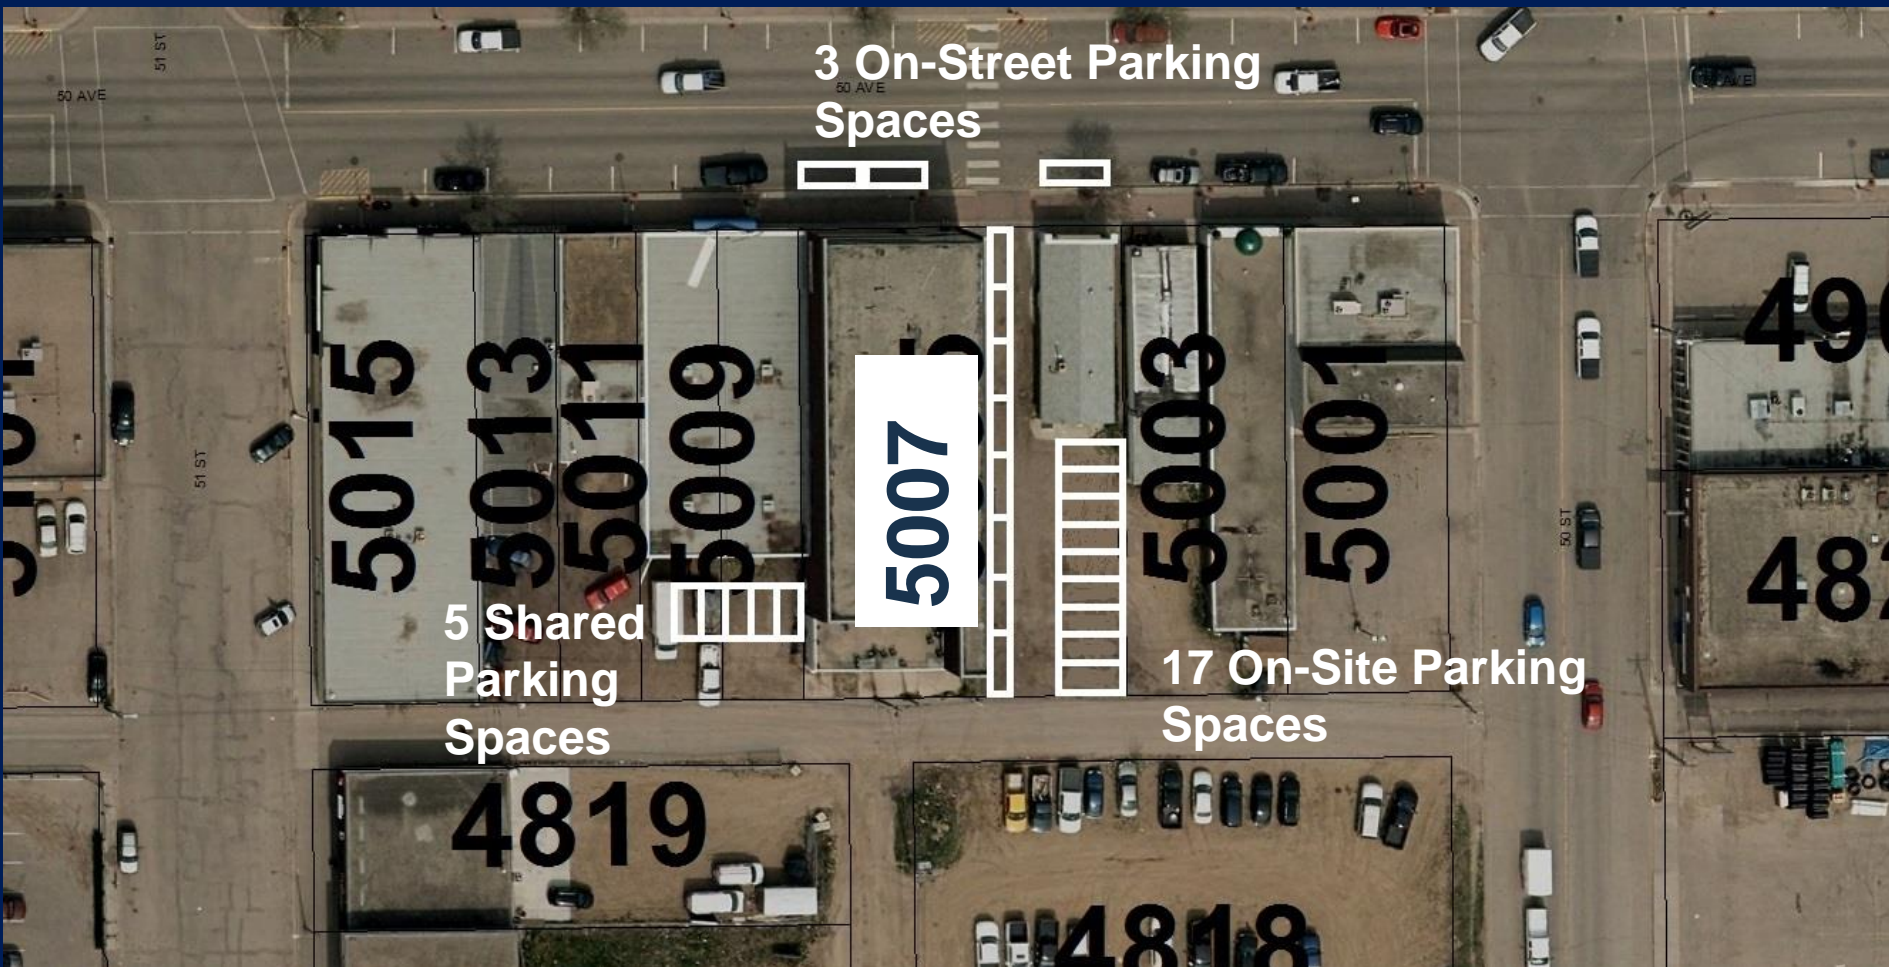 51 ST
50 AVE
3 On-Street Parking
Spaces
50 AVE
AVE
5015
5013
5011
5009
5007
5003
5001
51 ST
50 ST
5 Shared
Parking
Spaces
17 On-Site Parking
Spaces
4819
4818